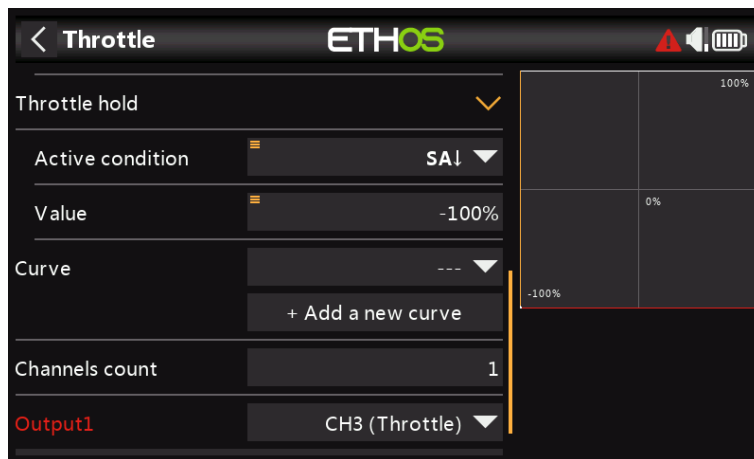 Throttle
ETHOS
Throttle hold
Active condition
SA↓
Value
-100%
Curve
---
+ Add a new curve
Channels count
1
Output1
CH3 (Throttle)
100%
0%
-100%